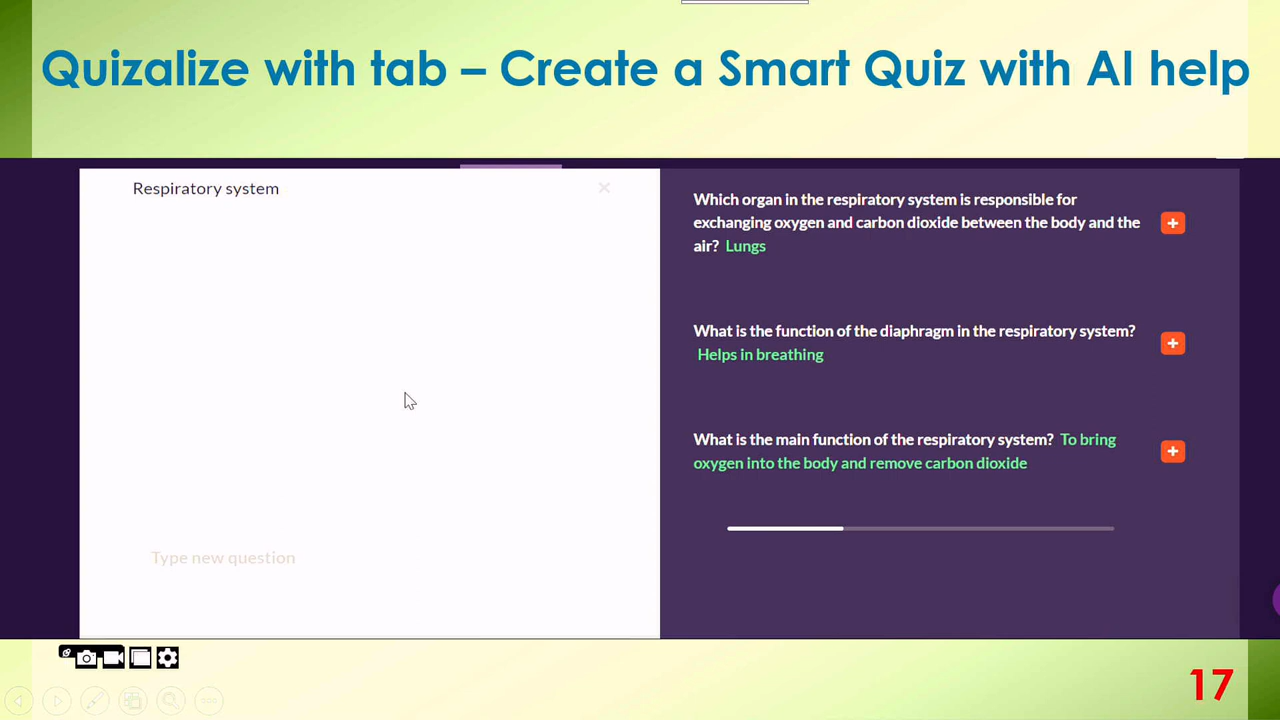 Quizalize with tab – Create a Smart Quiz with AI help
Respiratory system
Type new question
Which organ in the respiratory system is responsible for
exchanging oxygen and carbon dioxide between the body and the
air? Lungs
What is the function of the diaphragm in the respiratory system?
Helps in breathing
What is the main function of the respiratory system? To bring
oxygen into the body and remove carbon dioxide
17